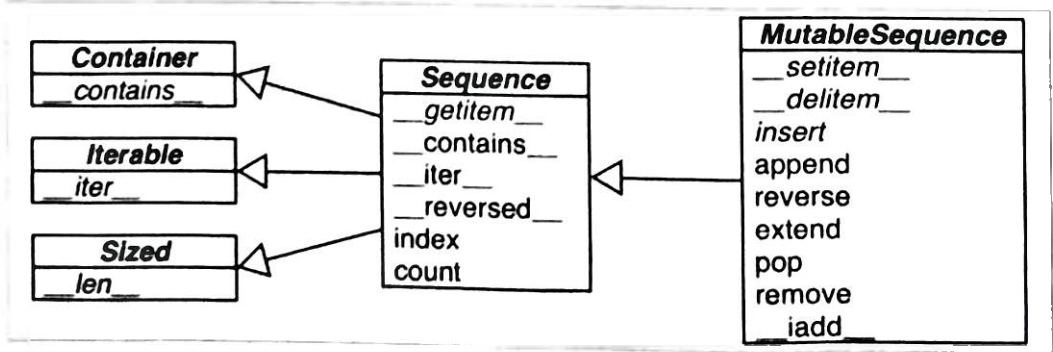 Container
__contains__
Iterable
__iter__
Sized
__len__
Sequence
__getitem__
__contains__
__iter__
__reversed__
index
count
MutableSequence
__setitem__
__delitem__
insert
append
reverse
extend
pop
remove
__iadd__